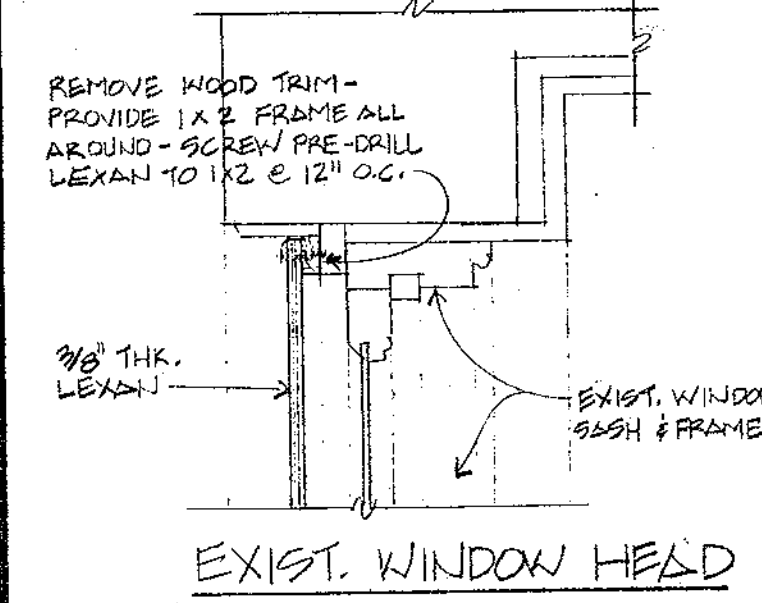 REMOVE WOOD TRIM-
PROVIDE 1X2 FRAME ALL
AROUND - SCREW PRE-DRILL
LEXAN TO 1X2 @ 12" O.C.
3/8" THK.
LEXAN
EXIST. WINDOW
SASH & FRAME
EXIST. WINDOW HEAD